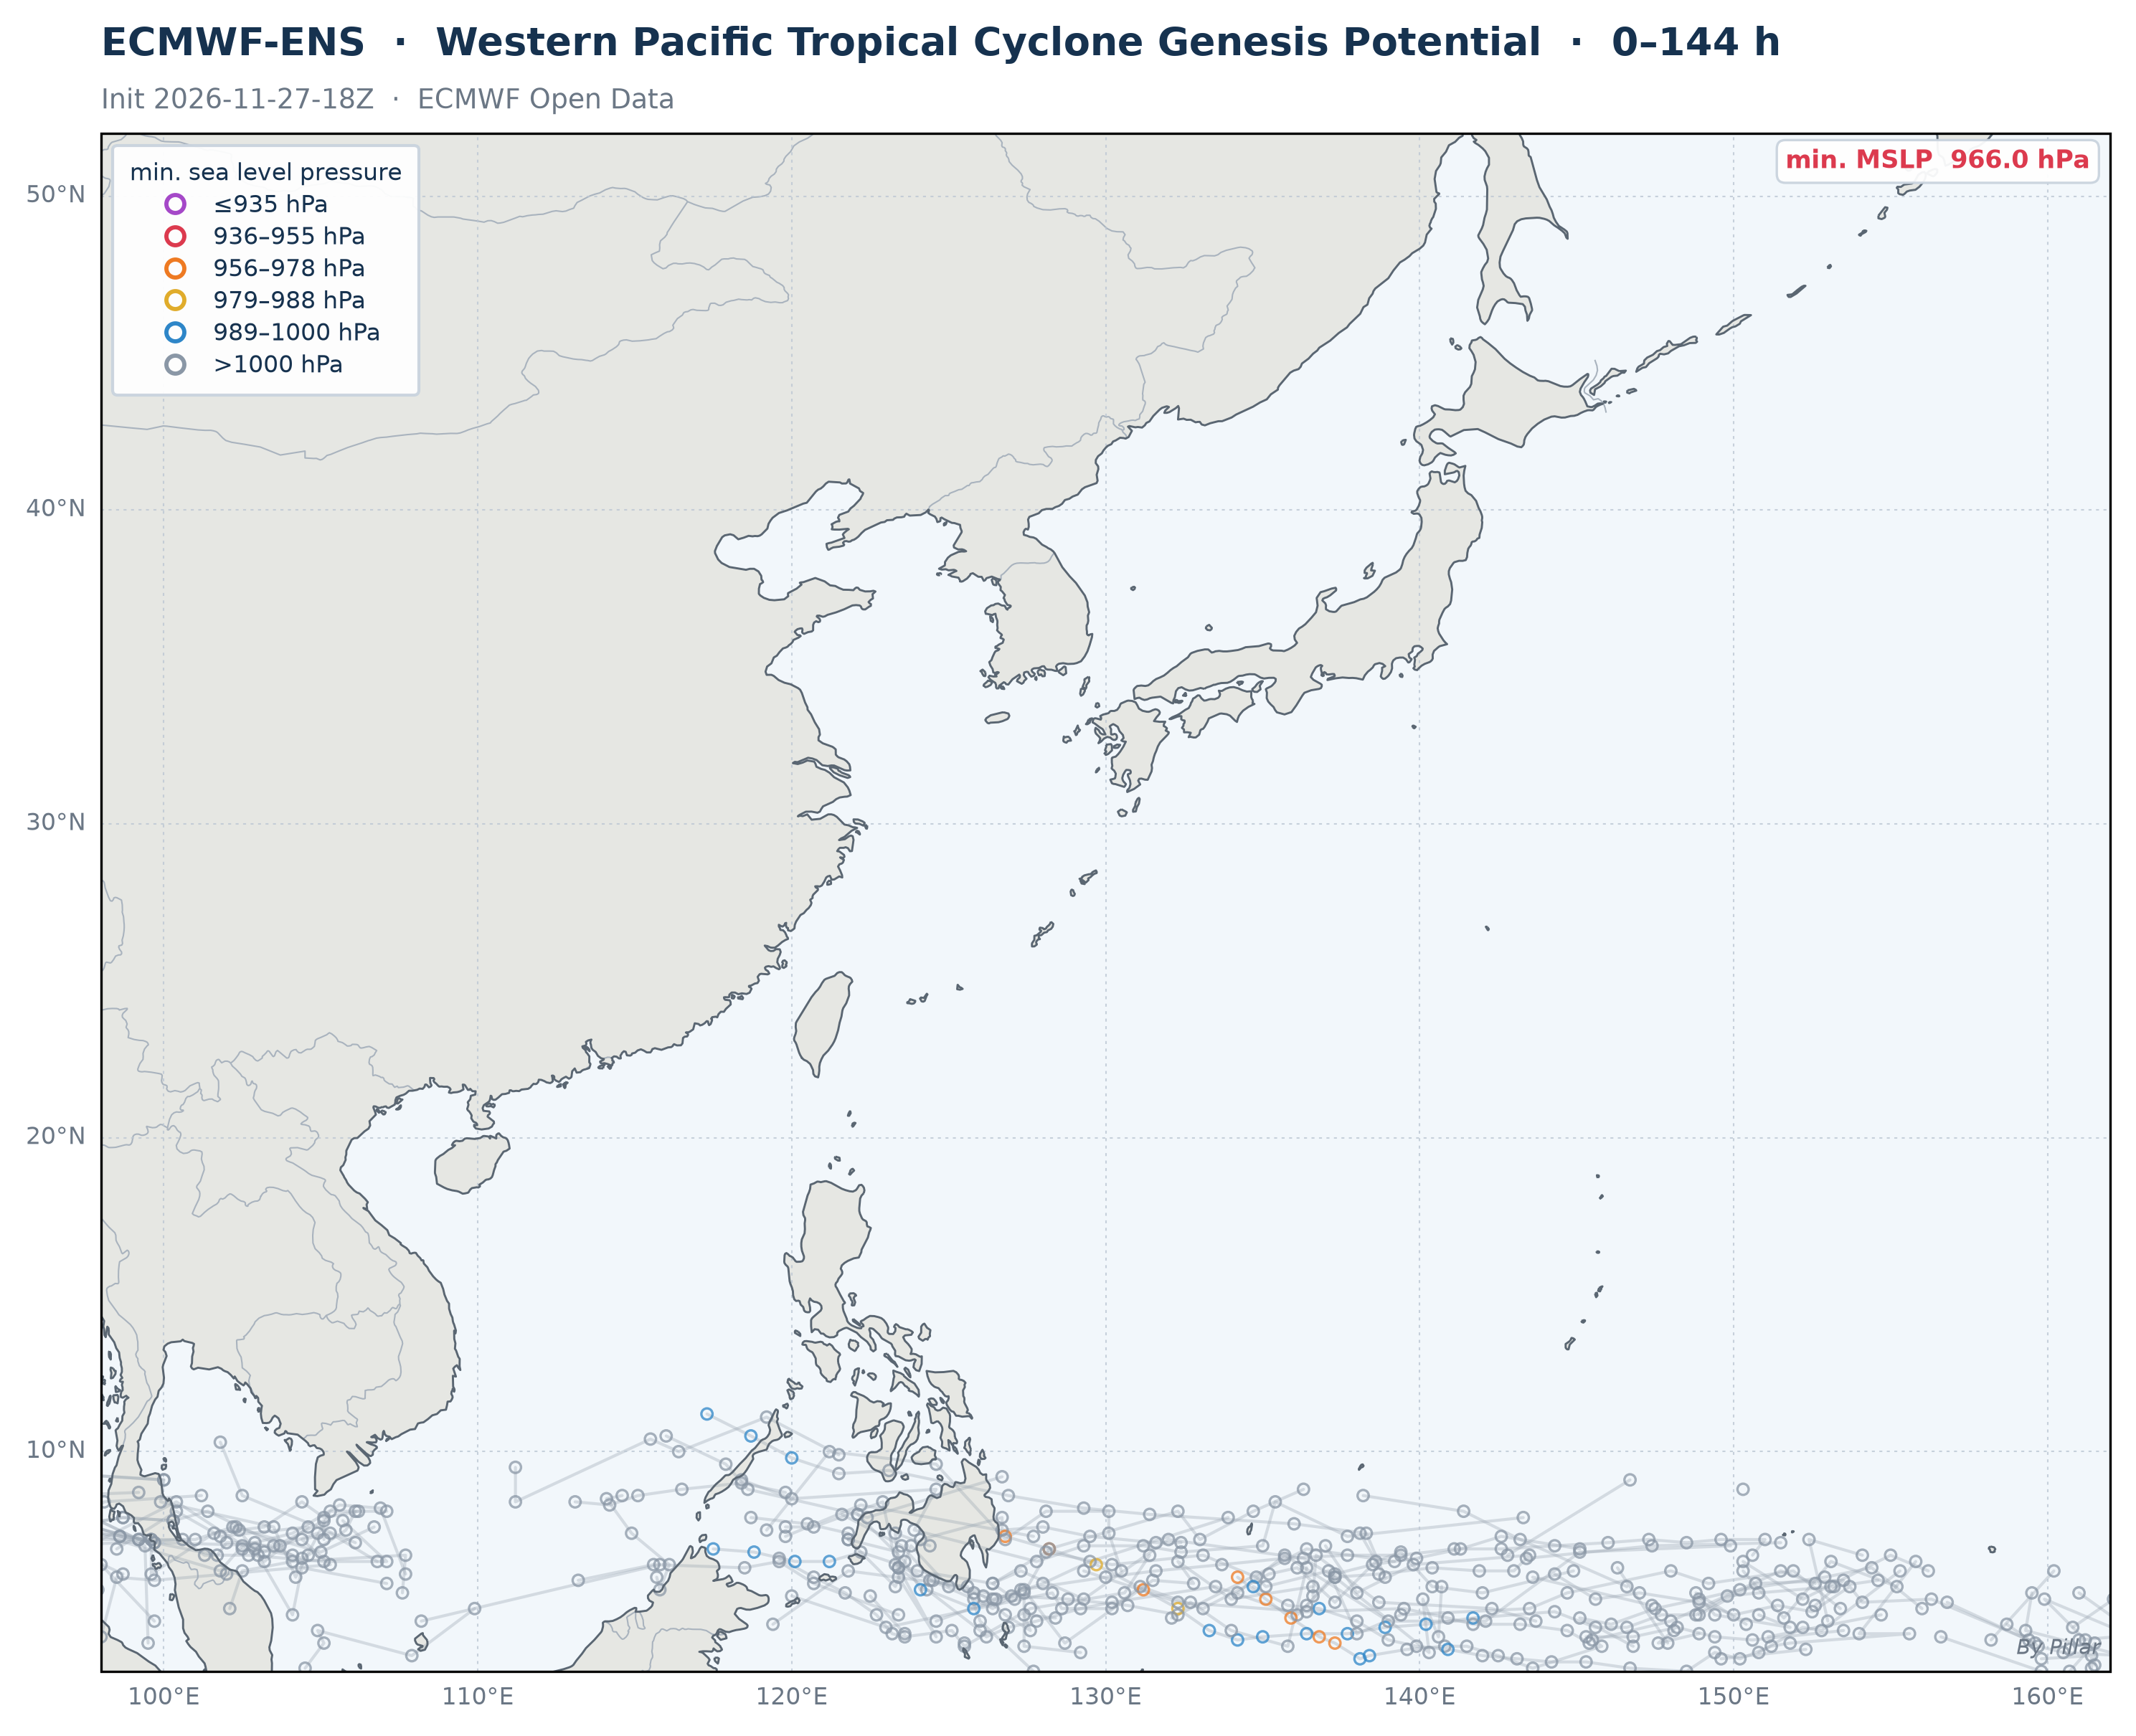 ECMWF-ENS · Western Pacific Tropical Cyclone Genesis Potential · 0–144 h
Init 2026-11-27-18Z · ECMWF Open Data
min. sea level pressure
≤935 hPa
936–955 hPa
956–978 hPa
979–988 hPa
989–1000 hPa
>1000 hPa
min. MSLP 966.0 hPa
50°N
40°N
30°N
20°N
10°N
By Pillar
100°E
110°E
120°E
130°E
140°E
150°E
160°E